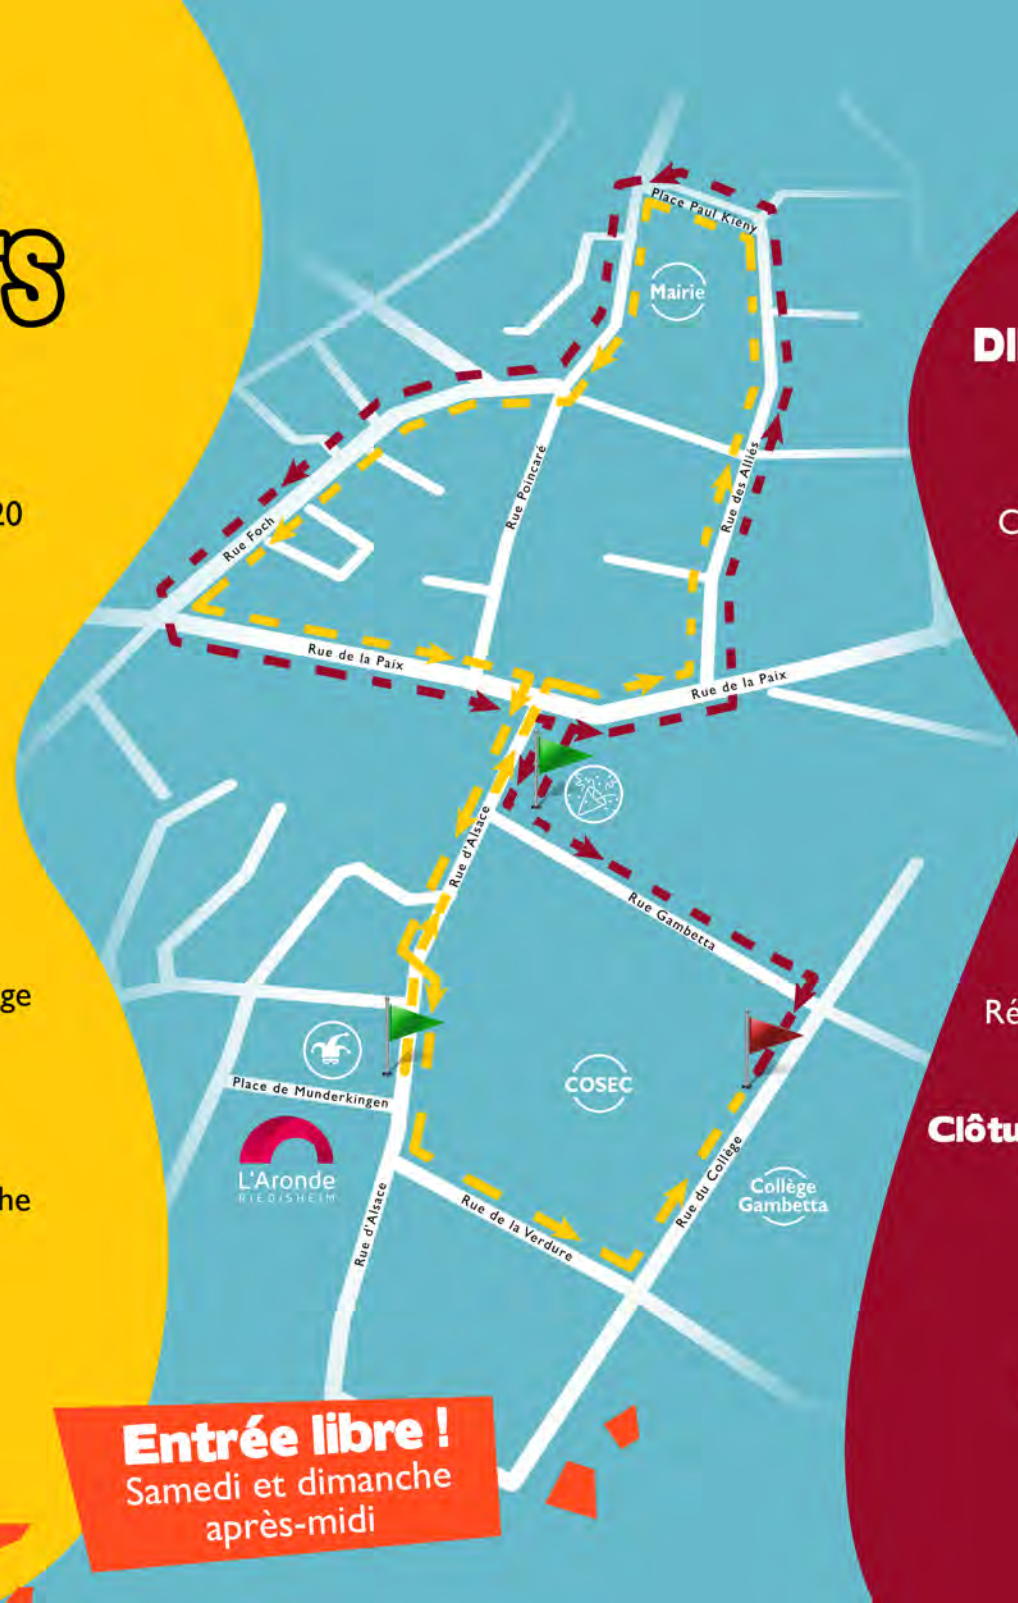 TS
20
ge
he
Place Paul Kieny
Mairie
Rue Poincaré
Rue des Alliés
Rue Foch
Rue de la Paix
Rue de la Paix
Rue d'Alsace
Rue Gambetta
COSEC
Place de Munderkingen
L'Aronde
RIEDISHEIM
Collège
Gambetta
Rue du Collège
Rue d'Alsace
Rue de la Verdure
Entrée libre !
Samedi et dimanche
après-midi
DI
C
Ré
Clôtu